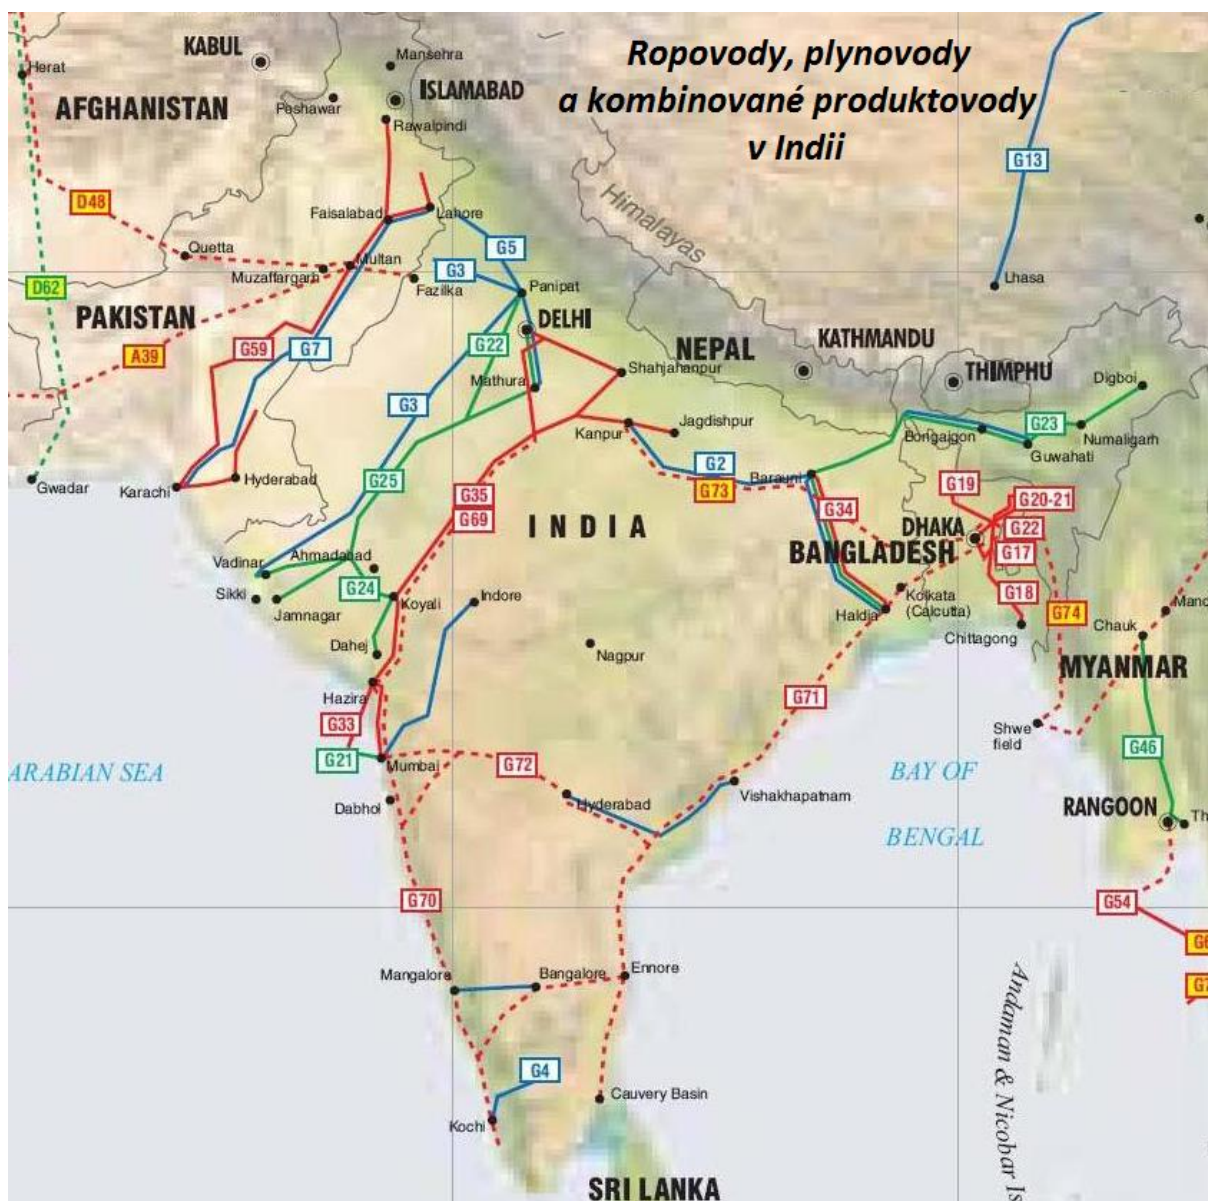 Ropovody, plynovody
a kombinované produktovody
v Indii
KABUL
Mansehra
Herat
ISLAMABAD
AFGHANISTAN
Peshawar
Rawalpindi
G13
D48
Himalayas
Faisalabad
Lahore
Quetta
G5
Multan
G3
Muzaffargarh
Fazilka
Lhasa
D62
Panipat
PAKISTAN
DELHI
KATHMANDU
G59
G7
G22
NEPAL
A39
Shahjahanpur
THIMPHU
Digboi
Mathura
G3
Jagdishpur
G23
Kanpur
Bongaigon
Numaligarh
Guwahati
G2
Barauni
Gwadar
Karachi
Hyderabad
G25
G35
G73
G19
G20-21
G34
G69
INDIA
DHAKA
G22
BANGLADESH
G17
Vadinar
Ahmadabad
G24
Sikki
Jamnagar
Koyali
Indore
Kolkata
(Calcutta)
G18
Haldia
G74
Chittagong
Chauk
Dahej
Nagpur
MYANMAR
Hazira
G71
G33
Shwe
field
G21
Mumbai
G72
G46
ARABIAN SEA
BAY OF
BENGAL
Dabhol
Hyderabad
Vishakhapatnam
RANGOON
G70
G54
Mangalore
Bangalore
Ennore
G4
Cauvery Basin
Kochi
Andaman & Nicobar Is
SRI LANKA